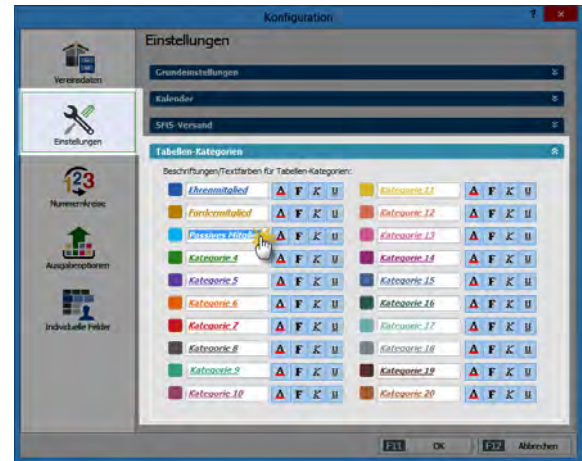 Konfiguration ?
Einstellungen
Vereinsdaten
Einstellungen
Nummernkreise
Ausgabeoptionen
Individuelle Felder
Grundeinstellungen
Kalender
SMS-Versand
Tabellen-Kategorien
Beschriftungen/Textfarben für Tabellen-Kategorien:
Ehrenmitglied A F K U Kategorie 11 A F K U
Fördermitglied A F K U Kategorie 12 A F K U
Passives A F K U Kategorie 13 A F K U
Kategorie 4 A F K U Kategorie 14 A F K U
Kategorie 5 A F K U Kategorie 15 A F K U
Kategorie 6 A F K U Kategorie 16 A F K U
Kategorie 7 A F K U Kategorie 17 A F K U
Kategorie 8 A F K U Kategorie 18 A F K U
Kategorie 9 A F K U Kategorie 19 A F K U
Kategorie 10 A F K U Kategorie 20 A F K U
F11 OK F12 Abbrechen